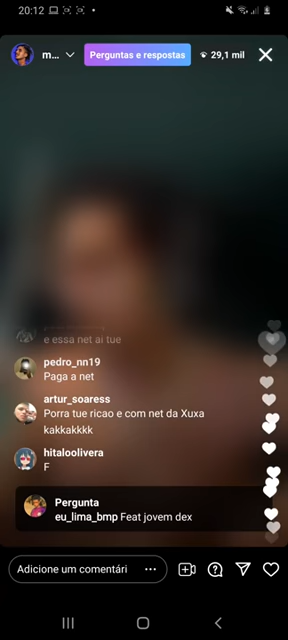 20:12
m...
Perguntas e respostas
29,1 mil
e essa net ai tue
pedro_nn19
Paga a net
artur_soaress
Porra tue ricao e com net da Xuxa
kakkakkkk
hitaloolivera
F
Pergunta
eu_lima_bmp Feat jovem dex
Adicione um comentári